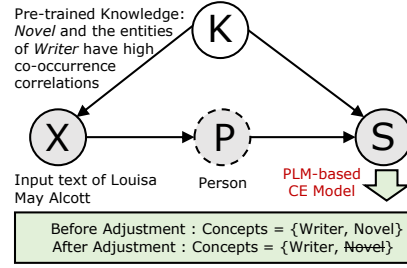 Pre-trained Knowledge:
Novel and the entities
of Writer have high
co-occurrence
correlations
K
X
P
S
Input text of Louisa
May Alcott
Person
PLM-based
CE Model
Before Adjustment : Concepts = {Writer, Novel}
After Adjustment : Concepts = {Writer, Novel}